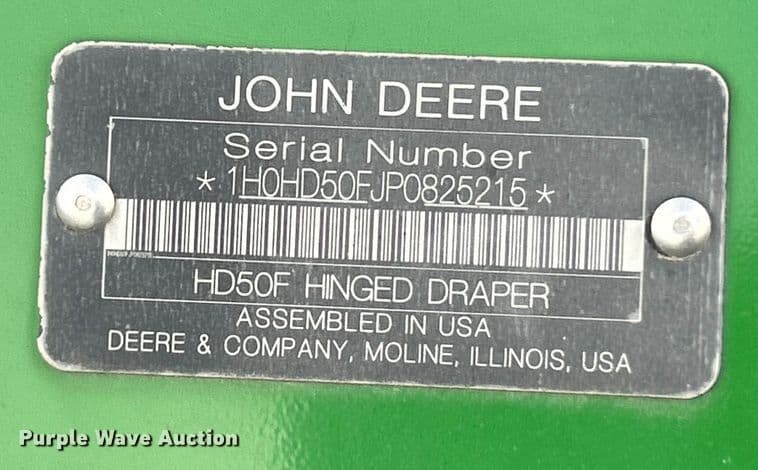 JOHN DEERE
Serial Number
*1H0HD50FJP0825215*
HD50F HINGED DRAPER
ASSEMBLED IN USA
DEERE & COMPANY, MOLINE, ILLINOIS, USA
Purple Wave Auction